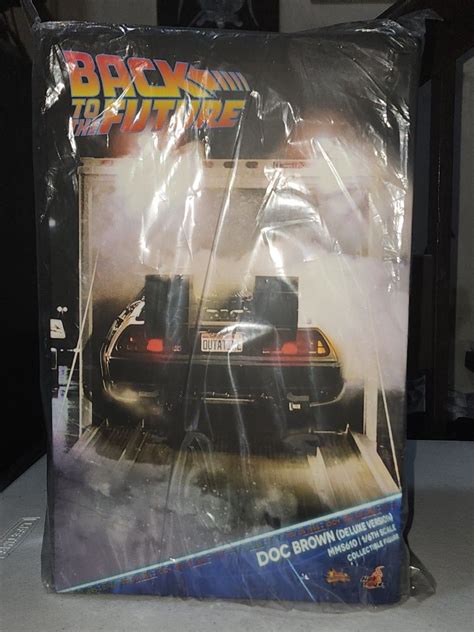 BACK
TO THE FUTURE
OUTATIME
DOC BROWN (DELUXE VERSION)
MMS610 | 1/6TH SCALE
COLLECTIBLE FIGURE